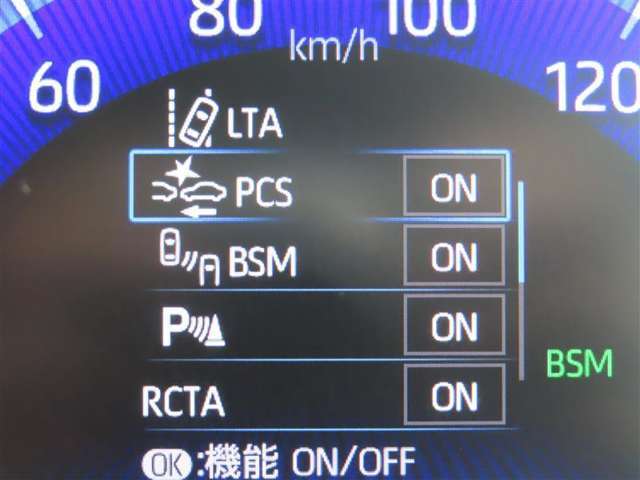 80 100
km/h
60 120
LTA
PCS ON
BSM ON
P ON
BSM
RCTA ON
OK :機能 ON/OFF